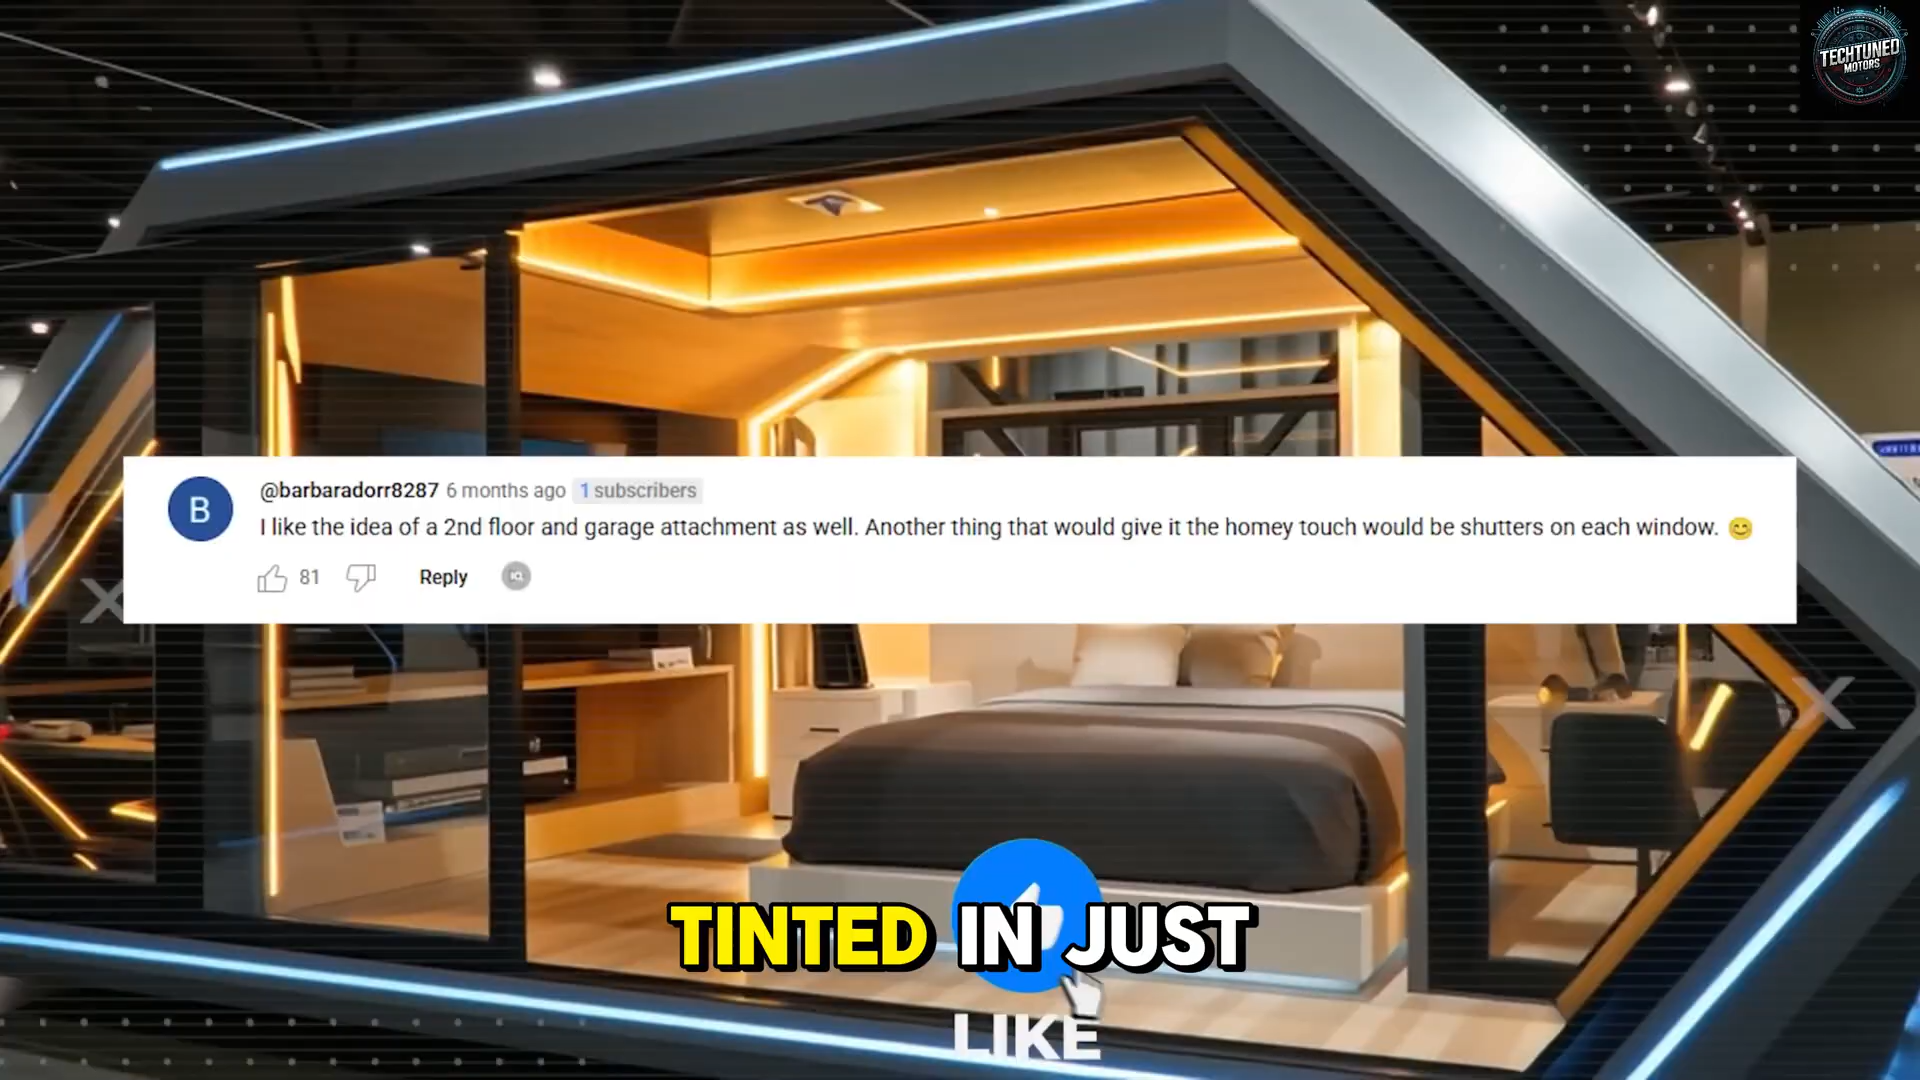 TECHTUNED
MOTORS
B
@barbaradorr8287 6 months ago 1 subscribers
I like the idea of a 2nd floor and garage attachment as well. Another thing that would give it the homey touch would be shutters on each window. 😊
81 Reply
TINTED IN JUST
LIKE